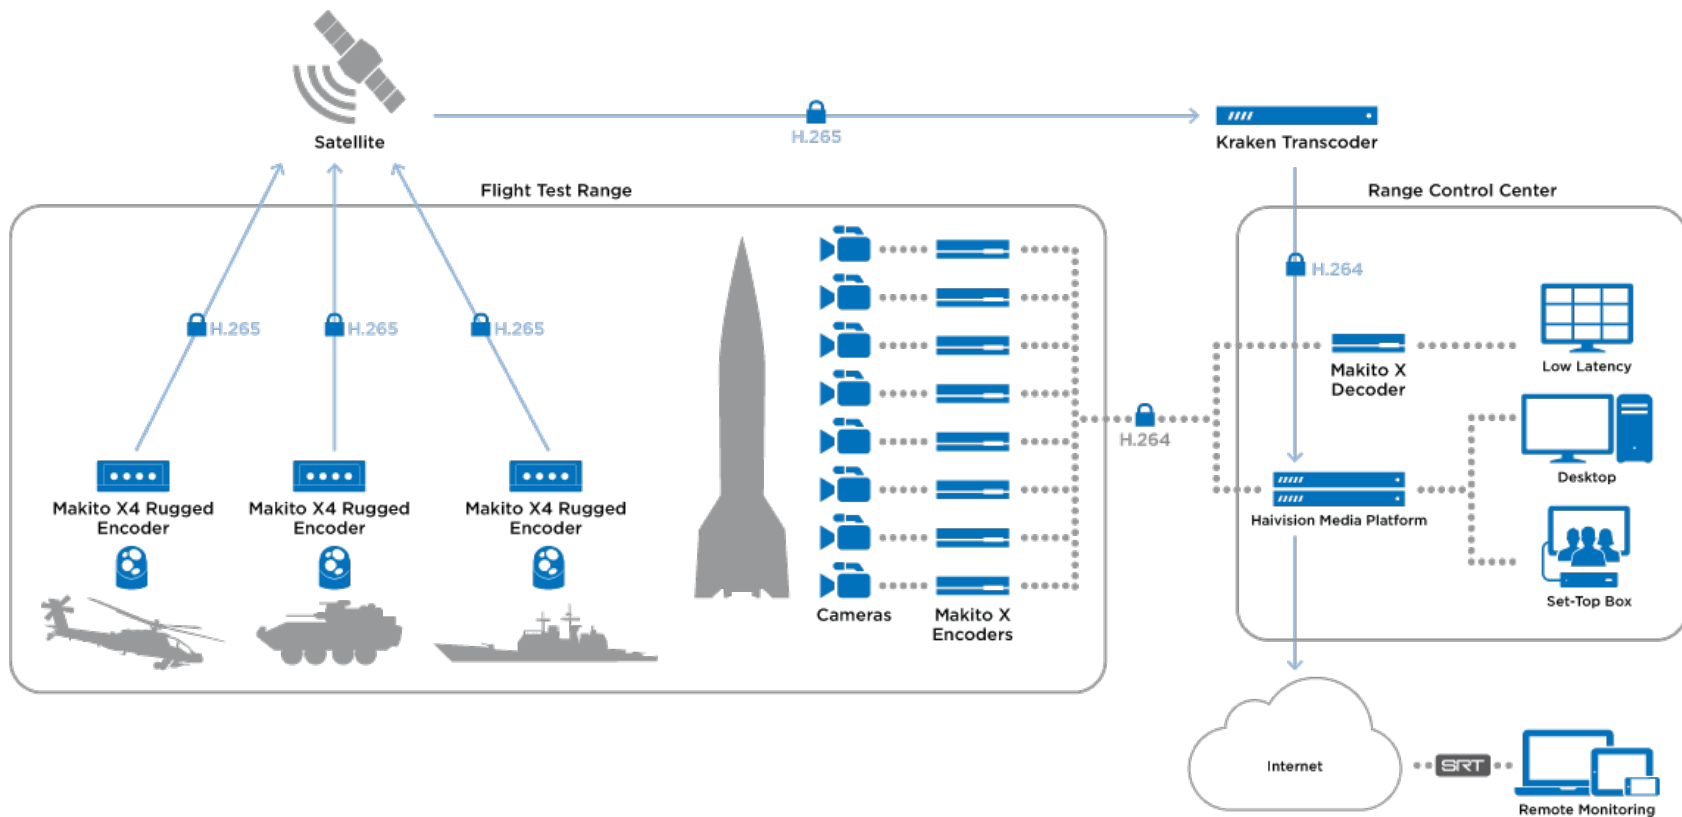 Satellite
H.265
Kraken Transcoder
Flight Test Range
Range Control Center
H.264
H.265
H.265
H.265
Low Latency
Makito X
Decoder
H.264
Desktop
Makito X4 Rugged
Encoder
Makito X4 Rugged
Encoder
Makito X4 Rugged
Encoder
Haivision Media Platform
Set-Top Box
Cameras
Makito X
Encoders
Internet
SRT
Remote Monitoring